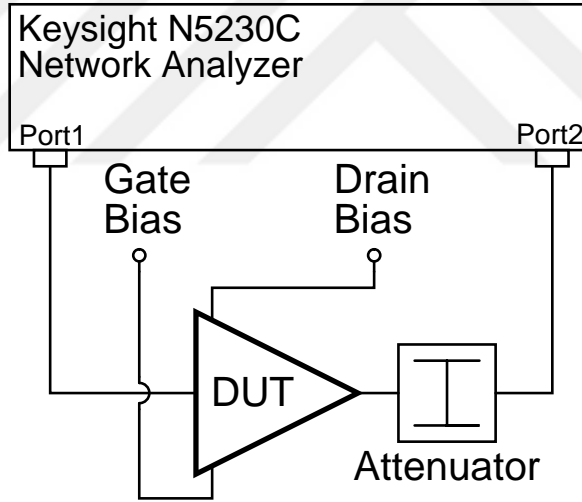 Keysight N5230C
Network Analyzer
Port1
Port2
Gate
Bias
Drain
Bias
DUT
Attenuator